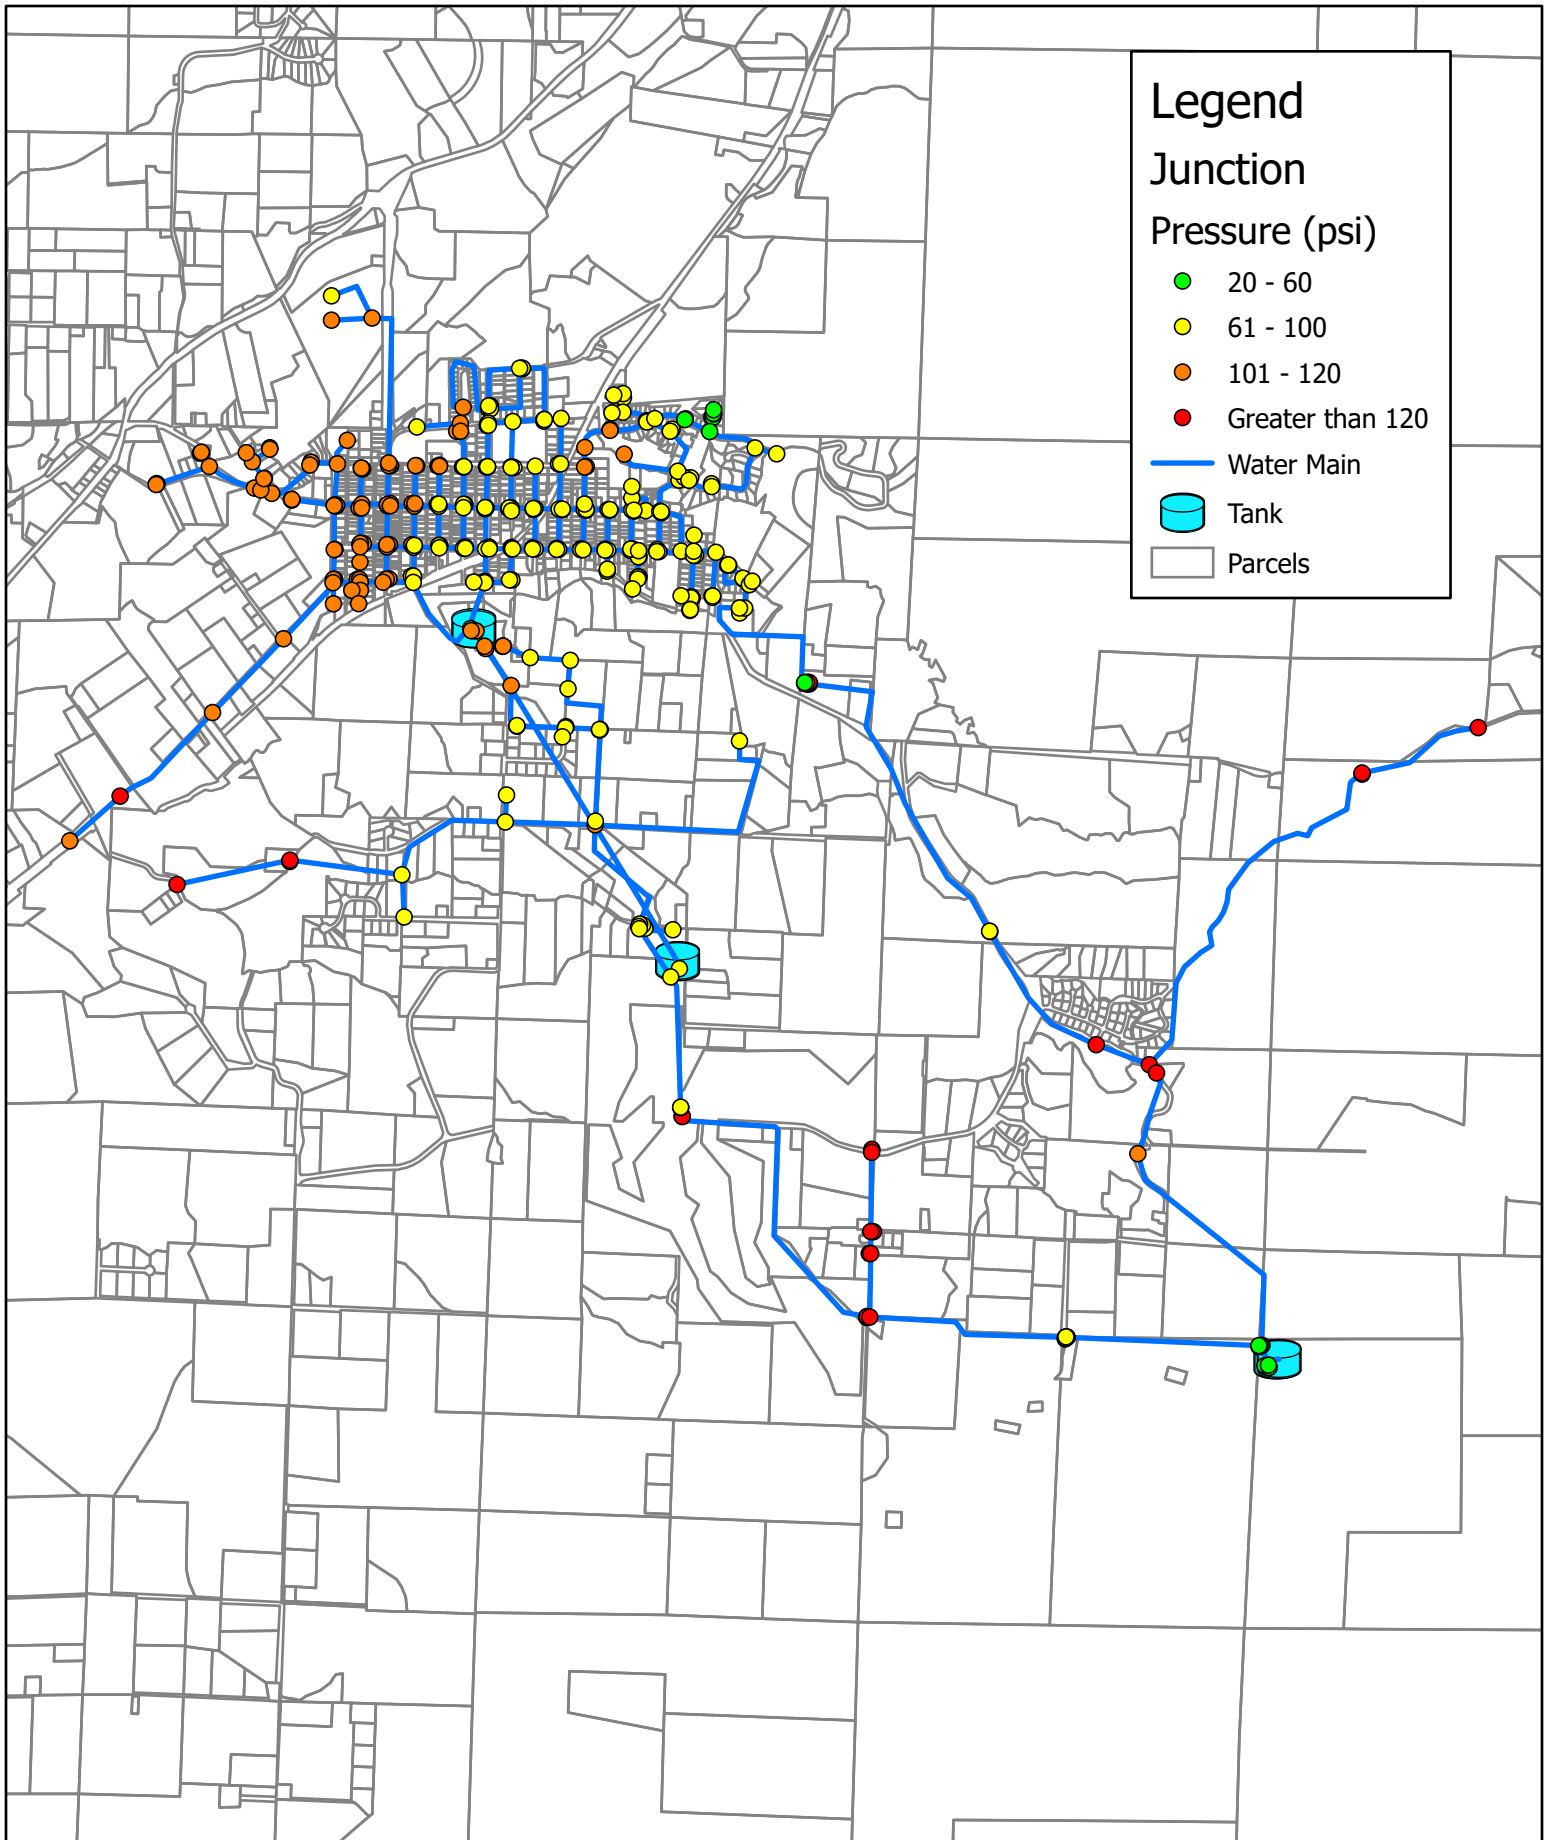 Legend
Junction
Pressure (psi)
20 - 60
61 - 100
101 - 120
Greater than 120
Water Main
Tank
Parcels